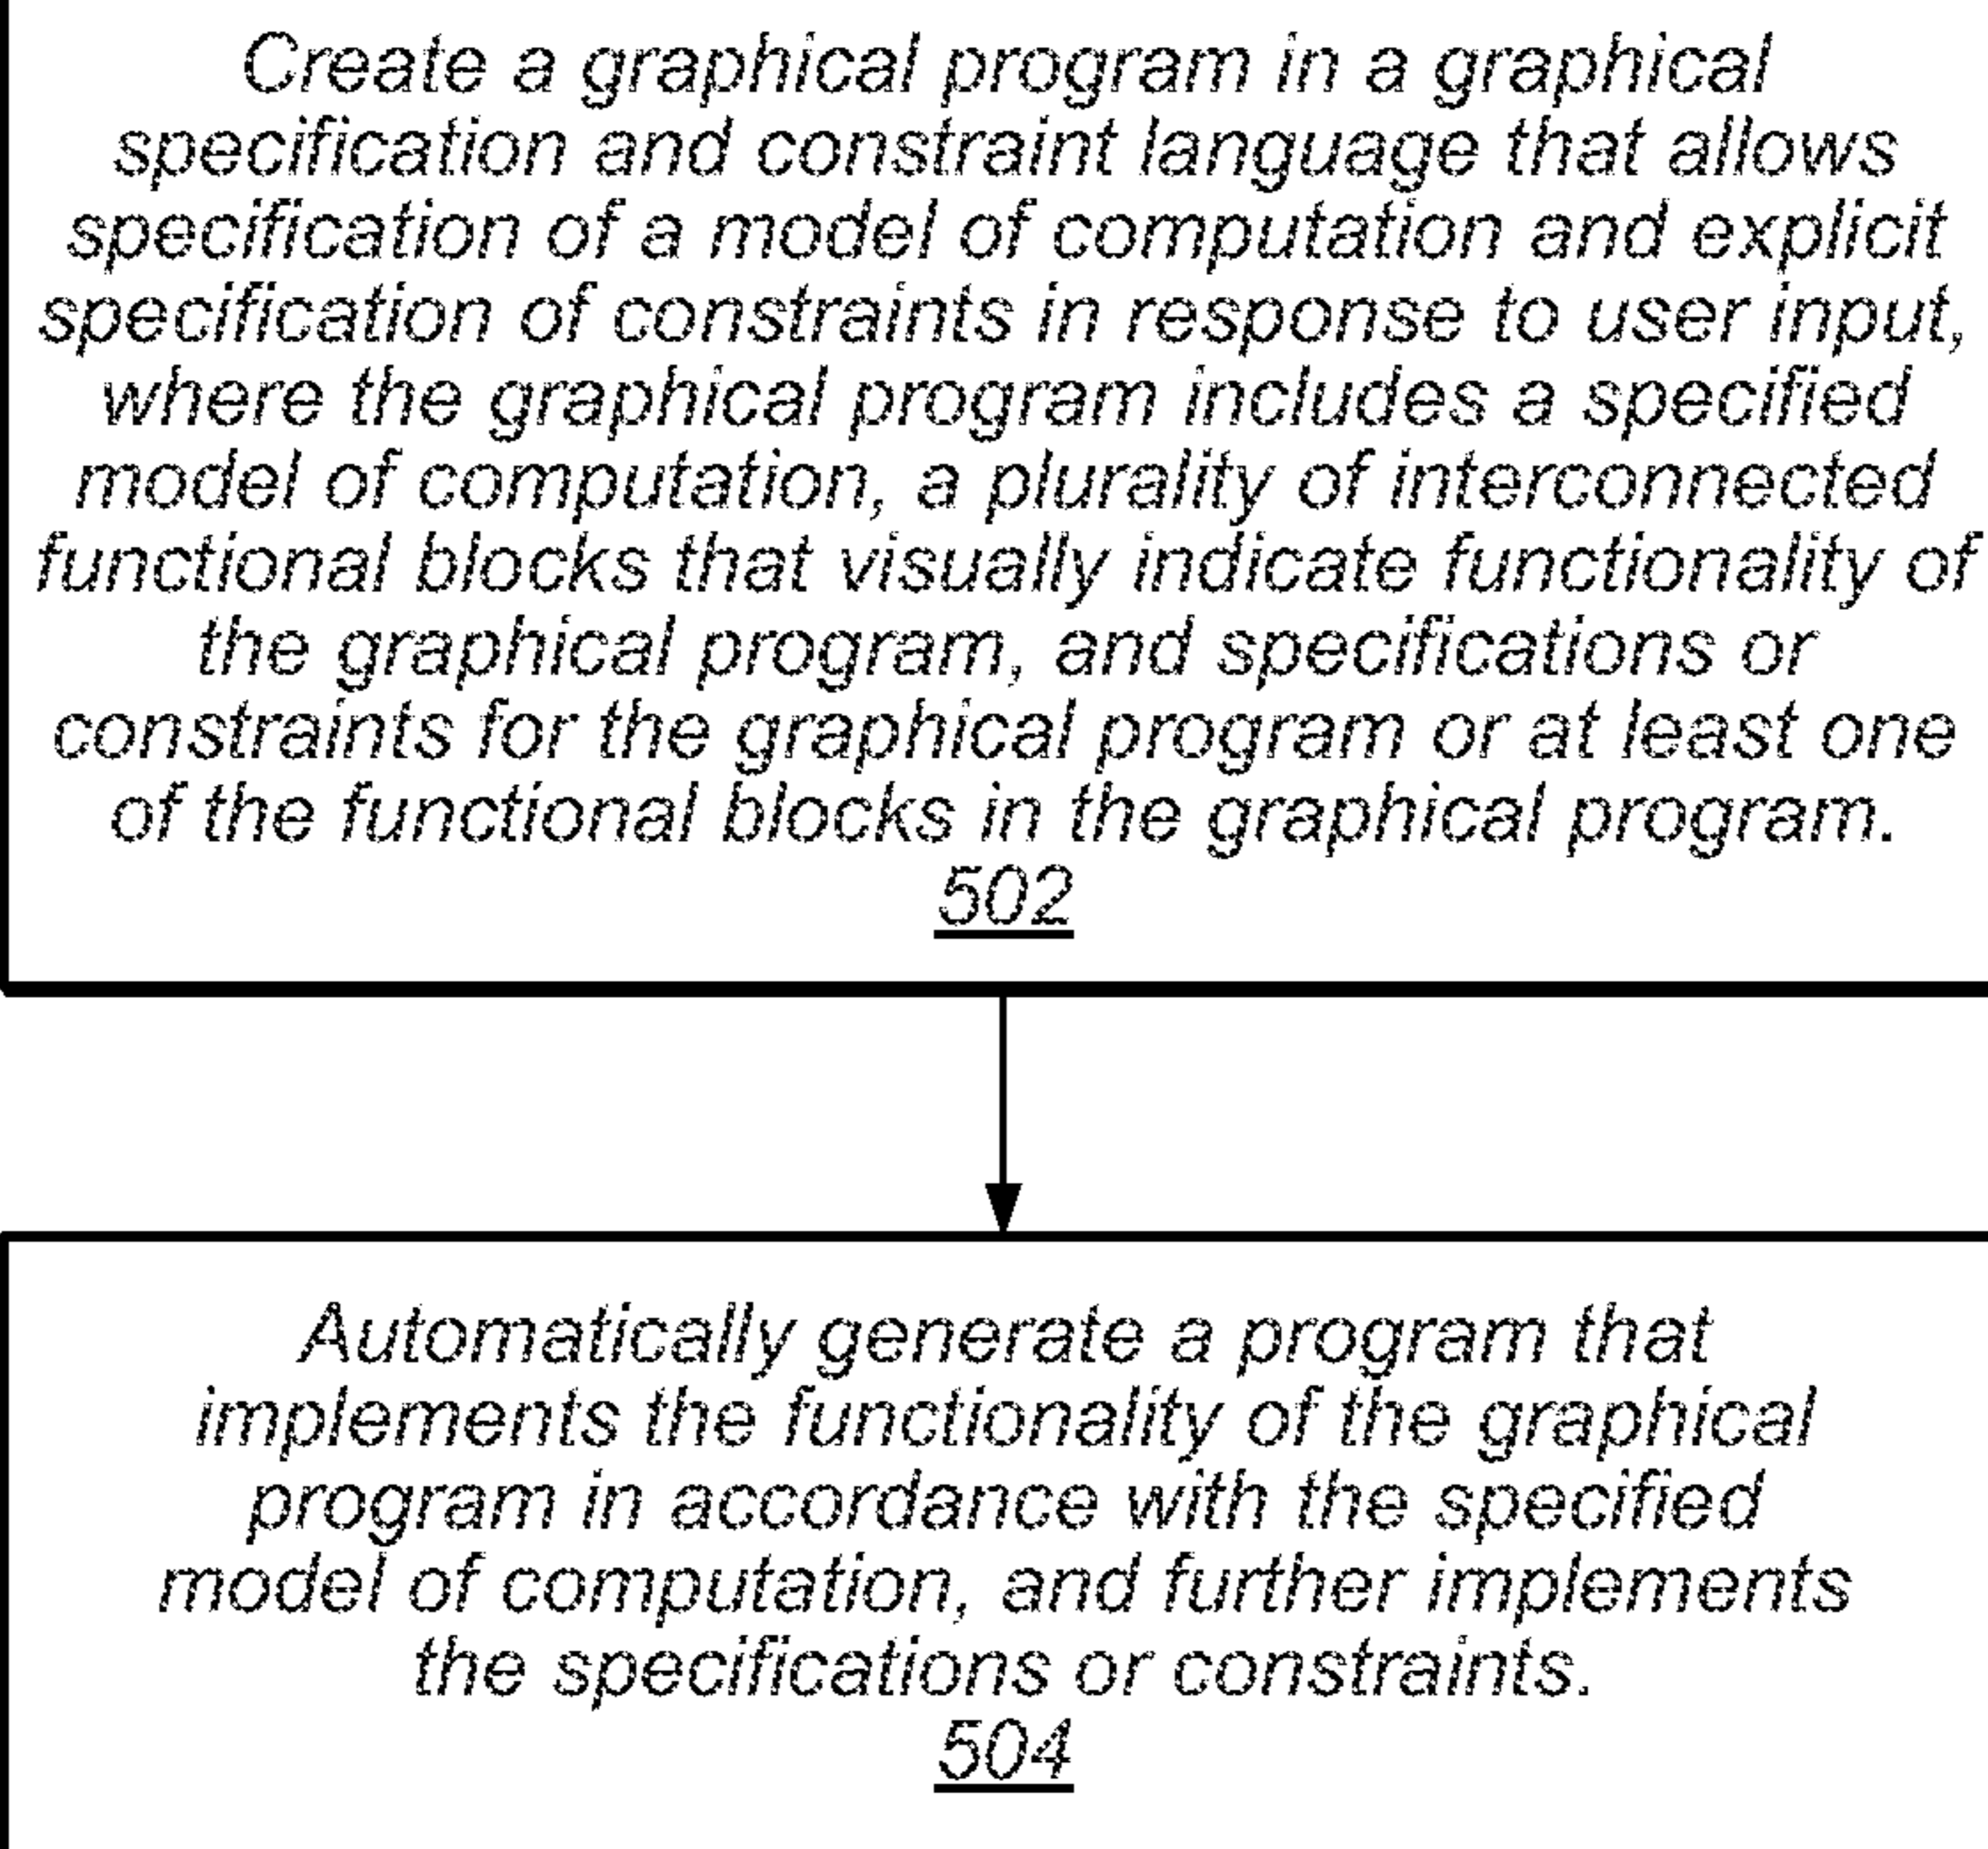 Create a graphical program in a graphical
specification and constraint language that allows
specification of a model of computation and explicit
specification of constraints in response to user input,
where the graphical program includes a specified
model of computation, a plurality of interconnected
functional blocks that visually indicate functionality of
the graphical program, and specifications or
constraints for the graphical program or at least one
of the functional blocks in the graphical program.
502
Automatically generate a program that
implements the functionality of the graphical
program in accordance with the specified
model of computation, and further implements
the specifications or constraints.
504